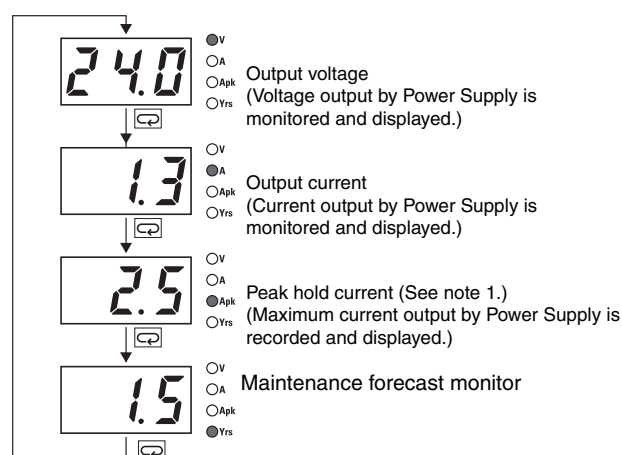 24.0
V
A
Apk
Yrs
Output voltage
(Voltage output by Power Supply is
monitored and displayed.)
1.3
V
A
Apk
Yrs
Output current
(Current output by Power Supply is
monitored and displayed.)
2.5
V
A
Apk
Yrs
Peak hold current (See note 1.)
(Maximum current output by Power Supply is
recorded and displayed.)
1.5
V
A
Apk
Yrs
Maintenance forecast monitor